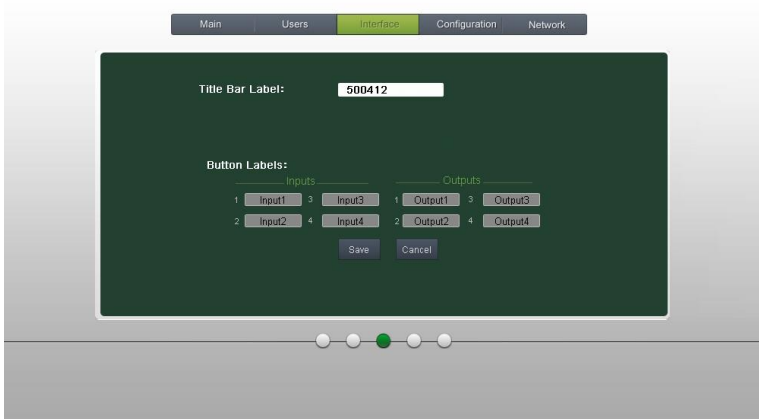 Main Users Interface Configuration Network
Title Bar Label: 500412
Button Labels:
Inputs Outputs
1 Input1 3 Input3 1 Output1 3 Output3
2 Input2 4 Input4 2 Output2 4 Output4
Save Cancel